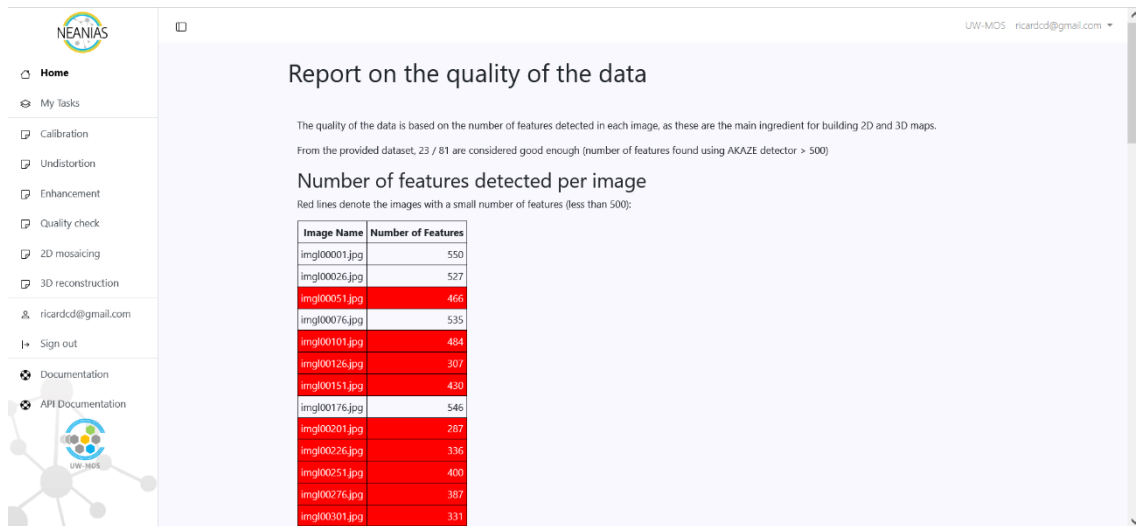 NEANIAS
Home
My Tasks
Calibration
Undistortion
Enhancement
Quality check
2D mosaicing
3D reconstruction
ricardcd@gmail.com
Sign out
Documentation
API Documentation
UW-MOS
UW-MOS ricardcd@gmail.com
Report on the quality of the data
The quality of the data is based on the number of features detected in each image, as these are the main ingredient for building 2D and 3D maps.
From the provided dataset, 23 / 81 are considered good enough (number of features found using AKAZE detector > 500)
Number of features detected per image
Red lines denote the images with a small number of features (less than 500):
Image Name Number of Features
imgl00001.jpg 550
imgl00026.jpg 527
imgl00051.jpg 466
imgl00076.jpg 535
imgl00101.jpg 484
imgl00126.jpg 307
imgl00151.jpg 430
imgl00176.jpg 546
imgl00201.jpg 287
imgl00226.jpg 336
imgl00251.jpg 400
imgl00276.jpg 387
imgl00301.jpg 331